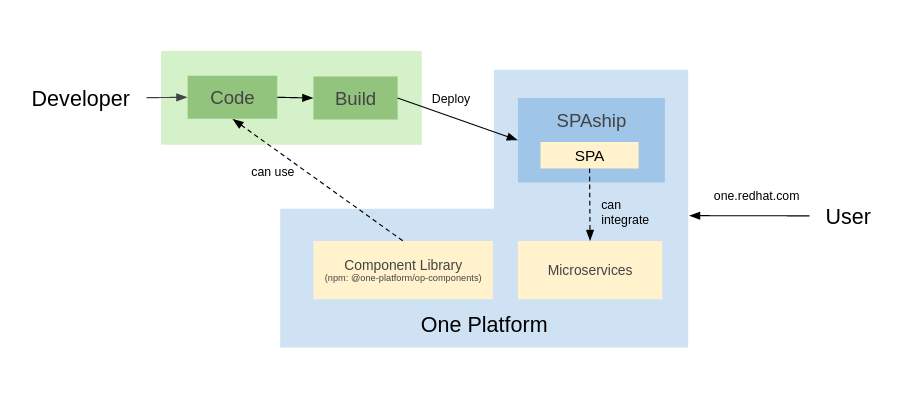 Developer
Code
Build
Deploy
SPAship
SPA
can use
can
integrate
one.redhat.com
User
Component Library
(npm: @one-platform/op-components)
Microservices
One Platform